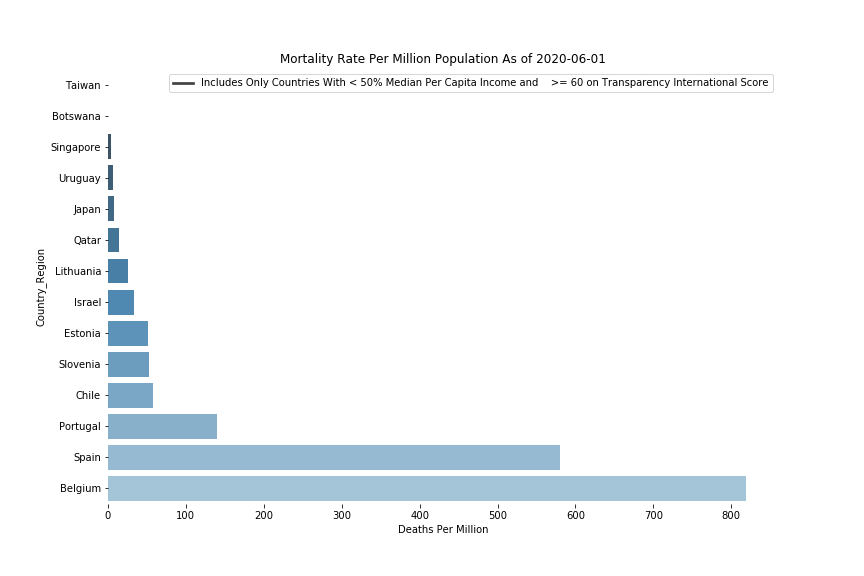 Mortality Rate Per Million Population As of 2020-06-01
Includes Only Countries With < 50% Median Per Capita Income and    >= 60 on Transparency International Score
Country_Region
Taiwan
Botswana
Singapore
Uruguay
Japan
Qatar
Lithuania
Israel
Estonia
Slovenia
Chile
Portugal
Spain
Belgium
0 100 200 300 400 500 600 700 800
Deaths Per Million